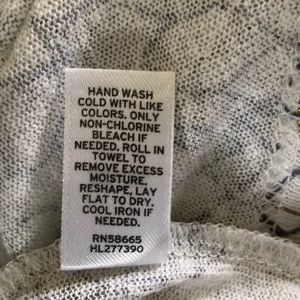 HAND WASH
COLD WITH LIKE
COLORS. ONLY
NON-CHLORINE
BLEACH IF
NEEDED. ROLL IN
TOWEL TO
REMOVE EXCESS
MOISTURE.
RESHAPE, LAY
FLAT TO DRY.
COOL IRON IF
NEEDED.
RN58665
HL277390